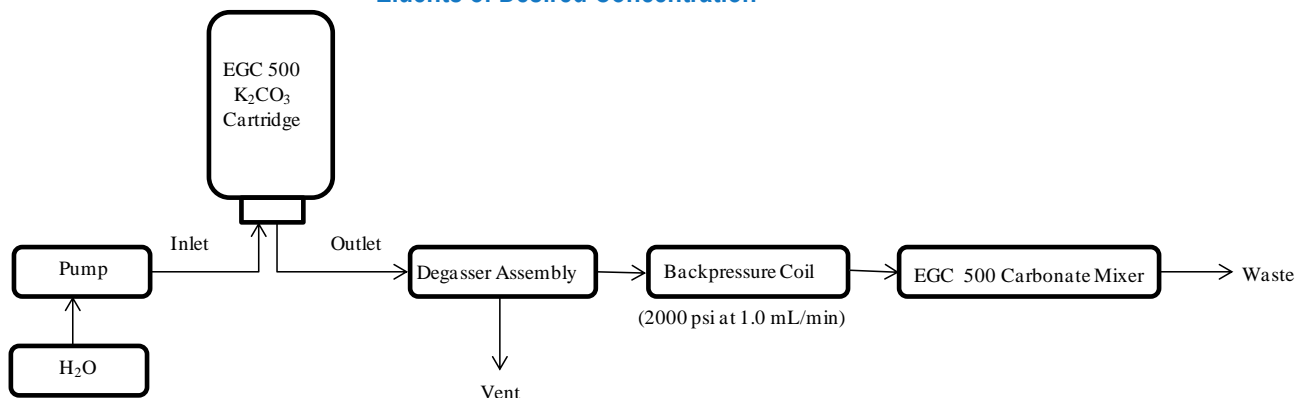 Eluents of Desired Concentration
EGC 500
K₂CO₃
Cartridge
Inlet
Outlet
Pump
Degasser Assembly
Backpressure Coil
EGC 500 Carbonate Mixer
Waste
(2000 psi at 1.0 mL/min)
H₂O
Vent